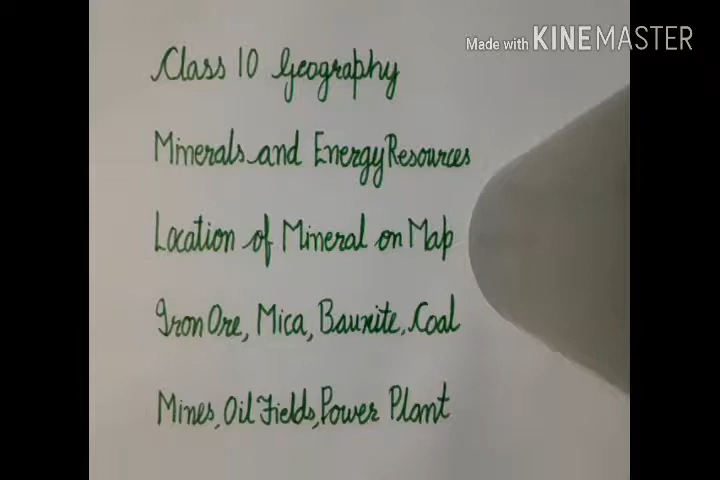 Made with KINEMASTER
Class 10 Geography
Minerals and Energy Resources
Location of Mineral on Map
Iron Ore, Mica, Bauxite, Coal
Mines, Oil Fields, Power Plant